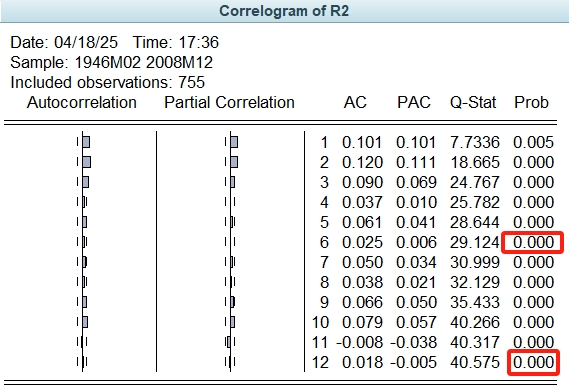 Correlogram of R2
Date: 04/18/25 Time: 17:36
Sample: 1946M02 2008M12
Included observations: 755
Autocorrelation Partial Correlation AC PAC Q-Stat Prob
1 0.101 0.101 7.7336 0.005
2 0.120 0.111 18.665 0.000
3 0.090 0.069 24.767 0.000
4 0.037 0.010 25.782 0.000
5 0.061 0.041 28.644 0.000
6 0.025 0.006 29.124 0.000
7 0.050 0.034 30.999 0.000
8 0.038 0.021 32.129 0.000
9 0.066 0.050 35.433 0.000
10 0.079 0.057 40.266 0.000
11 -0.008 -0.038 40.317 0.000
12 0.018 -0.005 40.575 0.000